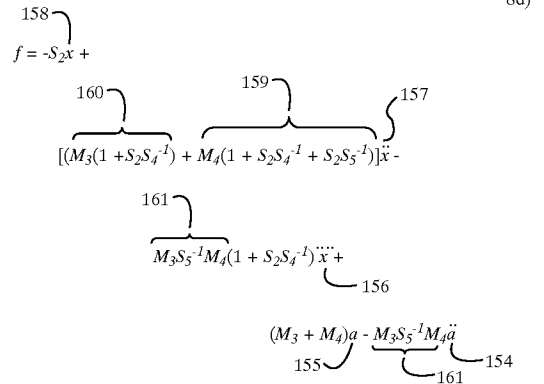 8d)
158
f = -S₂x +
160 159 157
[(M₃(1 +S₂S₄⁻¹) + M₄(1 + S₂S₄⁻¹ + S₂S₅⁻¹)]ẍ -
161
M₃S₅⁻¹M₄(1 + S₂S₄⁻¹) x⃜ +
156
(M₃ + M₄)a - M₃S₅⁻¹M₄ä
155 161 154